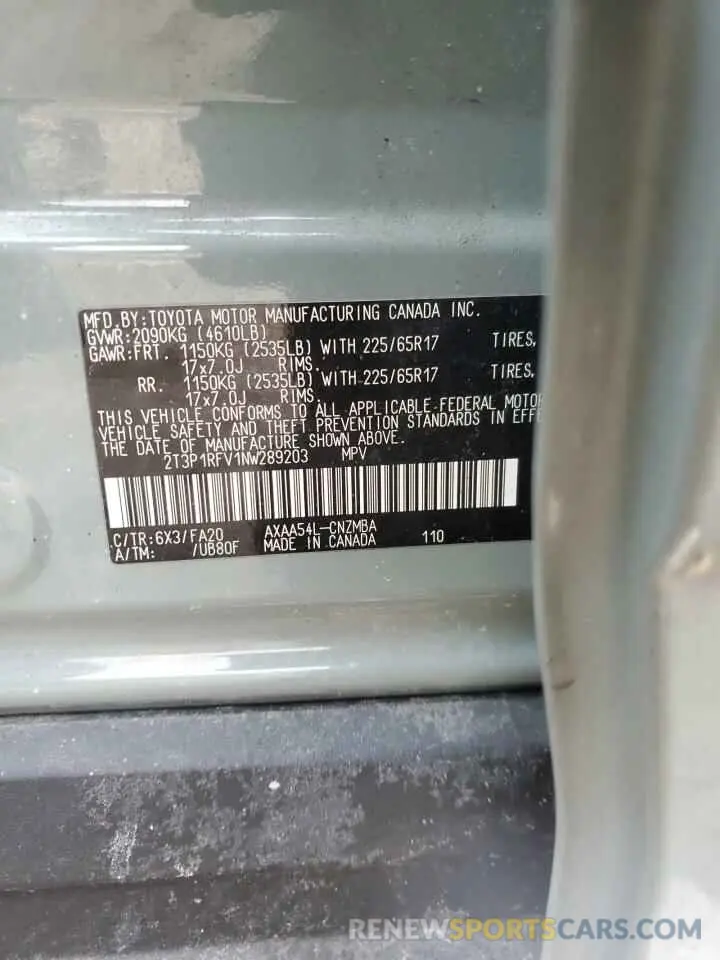 MFD.BY:TOYOTA MOTOR MANUFACTURING CANADA INC.
GVWR:2090KG (4610LB)
GAWR:FRT. 1150KG (2535LB) WITH 225/65R17 TIRES,
17x7.0J RIMS.
RR. 1150KG (2535LB) WITH 225/65R17 TIRES,
17x7.0J RIMS.
THIS VEHICLE CONFORMS TO ALL APPLICABLE FEDERAL MOTOR
VEHICLE SAFETY AND THEFT PREVENTION STANDARDS IN EFFE
THE DATE OF MANUFACTURE SHOWN ABOVE.
2T3P1RFV1NW289203 MPV
C/TR:6X3/FA20 AXAA54L-CNZMBA
A/TM: /UB80F MADE IN CANADA 110
RENEWSPORTSCARS.COM